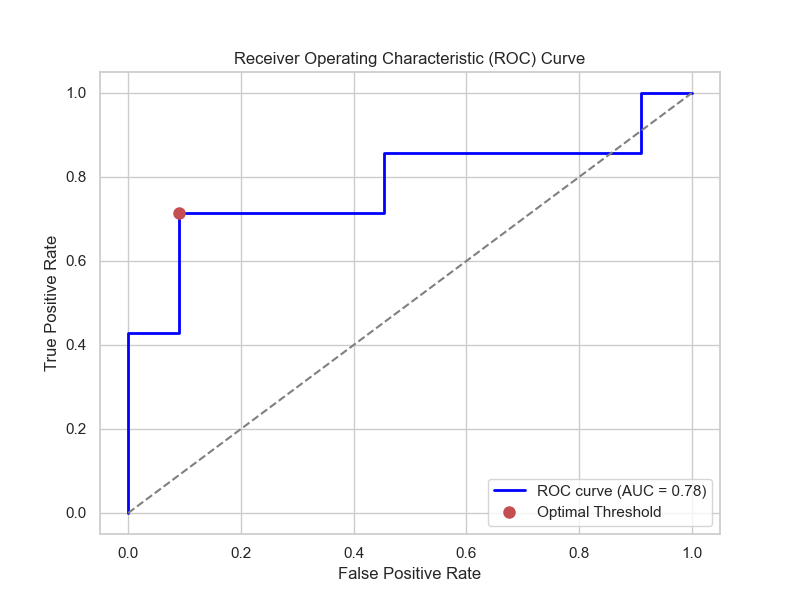 Receiver Operating Characteristic (ROC) Curve
True Positive Rate
1.0
0.8
0.6
0.4
0.2
0.0
0.0 0.2 0.4 0.6 0.8 1.0
False Positive Rate
ROC curve (AUC = 0.78)
Optimal Threshold